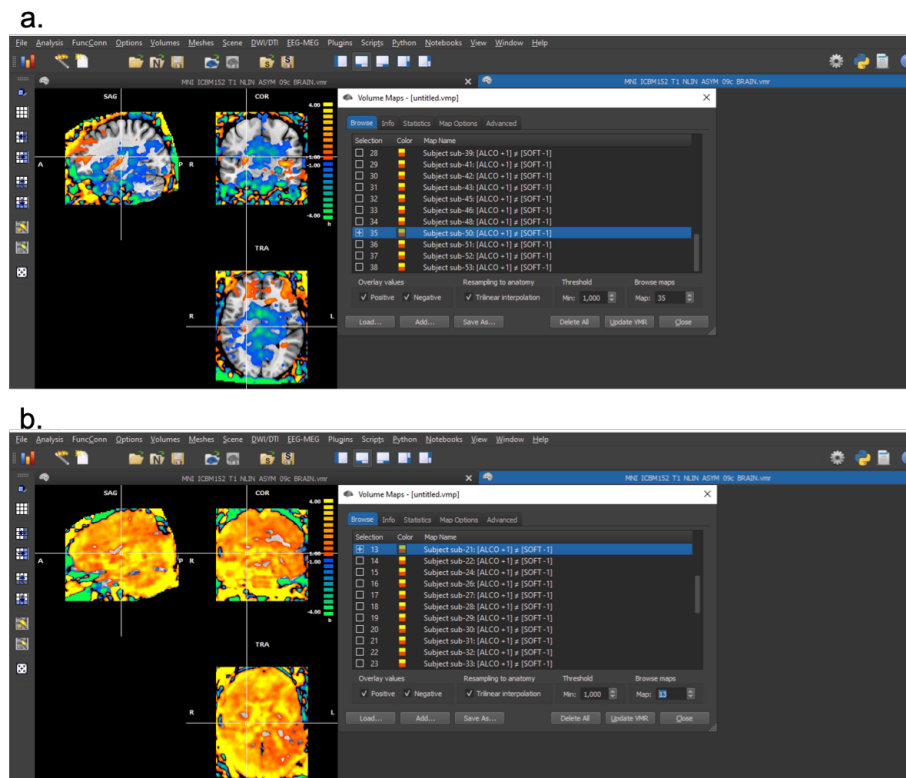 a.
File Analysis FuncConn Options Volumes Meshes Scene DWI/DTI EEG-MEG Plugins Scripts Python Notebooks View Window Help
MNI ICBM152 T1 NLIN ASYM 09c BRAIN.vmr
MNI ICBM152 T1 NLIN ASYM 09c BRAIN.vmr
SAG
COR
4.00
Volume Maps - [untitled.vmp]
Browse Info Statistics Map Options Advanced
Selection Color Map Name
28 Subject sub-39: [ALCO +1] ≠ [SOFT -1]
29 Subject sub-41: [ALCO +1] ≠ [SOFT -1]
30 Subject sub-42: [ALCO +1] ≠ [SOFT -1]
A P R 1.00
31 Subject sub-43: [ALCO +1] ≠ [SOFT -1]
-1.00
32 Subject sub-45: [ALCO +1] ≠ [SOFT -1]
33 Subject sub-46: [ALCO +1] ≠ [SOFT -1]
34 Subject sub-48: [ALCO +1] ≠ [SOFT -1]
-4.00
35 Subject sub-50: [ALCO +1] ≠ [SOFT -1]
b
36 Subject sub-51: [ALCO +1] ≠ [SOFT -1]
TRA
37 Subject sub-52: [ALCO +1] ≠ [SOFT -1]
38 Subject sub-53: [ALCO +1] ≠ [SOFT -1]
Overlay values Resampling to anatomy Threshold Browse maps
Positive Negative Trilinear interpolation Min: 1,000 Map: 35
R L
Load... Add... Save As... Delete All Update VMR Close
b.
File Analysis FuncConn Options Volumes Meshes Scene DWI/DTI EEG-MEG Plugins Scripts Python Notebooks View Window Help
MNI ICBM152 T1 NLIN ASYM 09c BRAIN.vmr
MNI ICBM152 T1 NLIN ASYM 09c BRAIN.vmr
SAG
COR
4.00
Volume Maps - [untitled.vmp]
Browse Info Statistics Map Options Advanced
Selection Color Map Name
13 Subject sub-21: [ALCO +1] ≠ [SOFT -1]
14 Subject sub-22: [ALCO +1] ≠ [SOFT -1]
A P R 1.00
15 Subject sub-24: [ALCO +1] ≠ [SOFT -1]
-1.00
16 Subject sub-26: [ALCO +1] ≠ [SOFT -1]
17 Subject sub-27: [ALCO +1] ≠ [SOFT -1]
18 Subject sub-28: [ALCO +1] ≠ [SOFT -1]
19 Subject sub-29: [ALCO +1] ≠ [SOFT -1]
-4.00
20 Subject sub-30: [ALCO +1] ≠ [SOFT -1]
b
21 Subject sub-31: [ALCO +1] ≠ [SOFT -1]
22 Subject sub-32: [ALCO +1] ≠ [SOFT -1]
TRA
23 Subject sub-33: [ALCO +1] ≠ [SOFT -1]
Overlay values Resampling to anatomy Threshold Browse maps
Positive Negative Trilinear interpolation Min: 1,000 Map: 13
R L
Load... Add... Save As... Delete All Update VMR Close